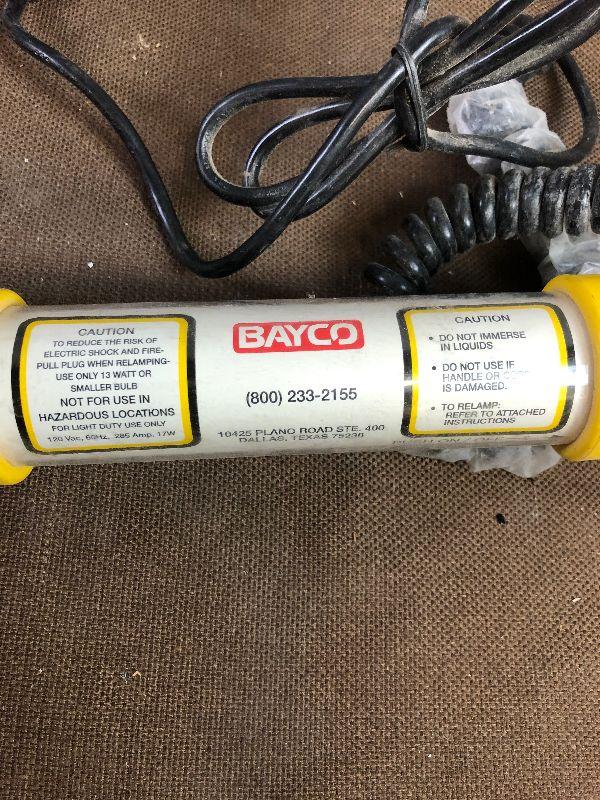 CAUTION
TO REDUCE THE RISK OF
ELECTRIC SHOCK AND FIRE-
PULL PLUG WHEN RELAMPING-
USE ONLY 13 WATT OR
SMALLER BULB
NOT FOR USE IN
HAZARDOUS LOCATIONS
FOR LIGHT DUTY USE ONLY
120 Vac, 60Hz, .285 Amp, 17W
BAYCO
(800) 233-2155
10425 PLANO ROAD STE. 400
DALLAS, TEXAS 75238
CAUTION
• DO NOT IMMERSE
IN LIQUIDS
• DO NOT USE IF
HANDLE OR CORD
IS DAMAGED.
• TO RELAMP:
REFER TO ATTACHED
INSTRUCTIONS